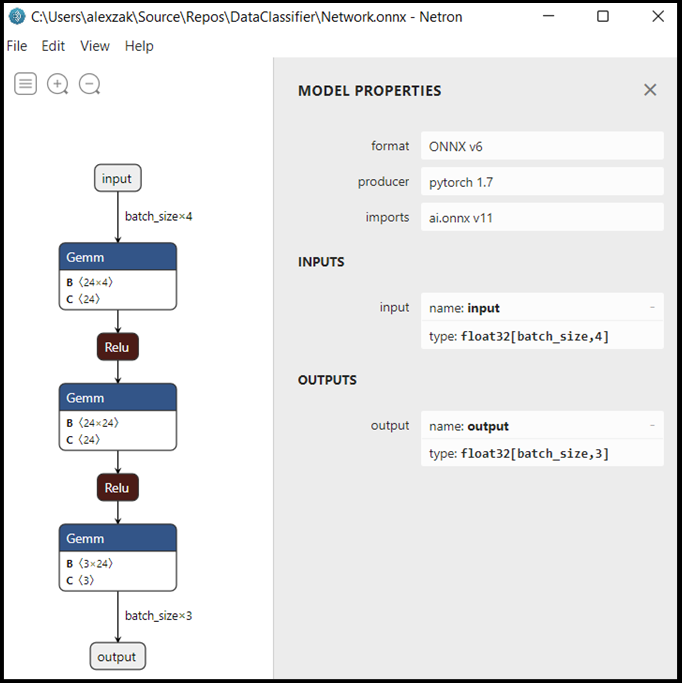 C:\Users\alexzak\Source\Repos\DataClassifier\Network.onnx - Netron
File Edit View Help
input
batch_size×4
Gemm
B 〈24×4〉
C 〈24〉
Relu
Gemm
B 〈24×24〉
C 〈24〉
Relu
Gemm
B 〈3×24〉
C 〈3〉
batch_size×3
output
MODEL PROPERTIES
format ONNX v6
producer pytorch 1.7
imports ai.onnx v11
INPUTS
input name: input -
type: float32[batch_size,4]
OUTPUTS
output name: output -
type: float32[batch_size,3]